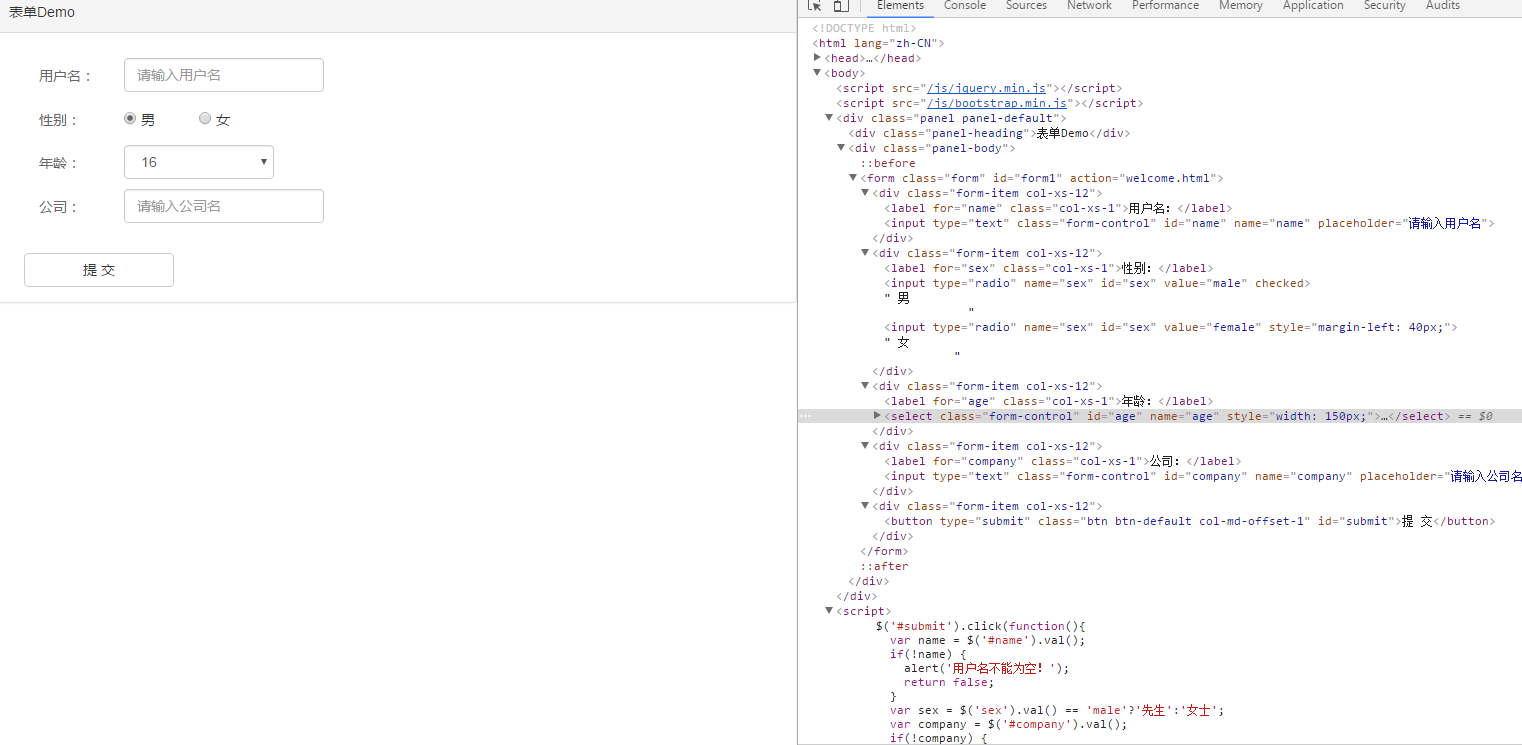 表单Demo
用户名：
请输入用户名
性别：
男
女
年龄：
16
公司：
请输入公司名
提 交
Elements Console Sources Network Performance Memory Application Security Audits
<!DOCTYPE html>
<html lang="zh-CN">
<head>…</head>
<body>
<script src="/js/jquery.min.js"></script>
<script src="/js/bootstrap.min.js"></script>
<div class="panel panel-default">
<div class="panel-heading">表单Demo</div>
<div class="panel-body">
::before
<form class="form" id="form1" action="welcome.html">
<div class="form-item col-xs-12">
<label for="name" class="col-xs-1">用户名：</label>
<input type="text" class="form-control" id="name" name="name" placeholder="请输入用户名">
</div>
<div class="form-item col-xs-12">
<label for="sex" class="col-xs-1">性别：</label>
<input type="radio" name="sex" id="sex" value="male" checked>
" 男
"
<input type="radio" name="sex" id="sex" value="female" style="margin-left: 40px;">
" 女
"
</div>
<div class="form-item col-xs-12">
<label for="age" class="col-xs-1">年龄：</label>
<select class="form-control" id="age" name="age" style="width: 150px;">…</select> == $0
</div>
<div class="form-item col-xs-12">
<label for="company" class="col-xs-1">公司：</label>
<input type="text" class="form-control" id="company" name="company" placeholder="请输入公司名
</div>
<div class="form-item col-xs-12">
<button type="submit" class="btn btn-default col-md-offset-1" id="submit">提 交</button>
</div>
</form>
::after
</div>
</div>
<script>
$('#submit').click(function(){
var name = $('#name').val();
if(!name) {
alert('用户名不能为空！');
return false;
}
var sex = $('sex').val() == 'male'?'先生':'女士';
var company = $('#company').val();
if(!company) {